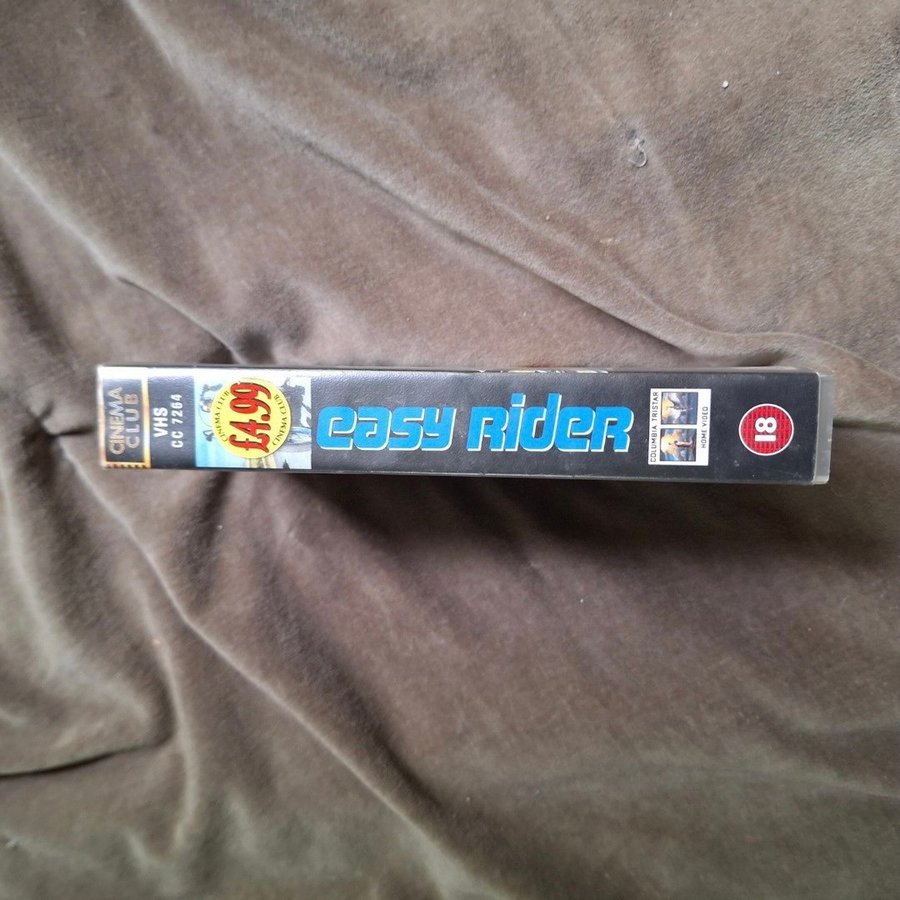 CINEMA
CLUB
VHS
CC 7264
CINEMA CLUB
£4.99
CINEMA CLUB
easy Rider
COLUMBIA TRISTAR
HOME VIDEO
18